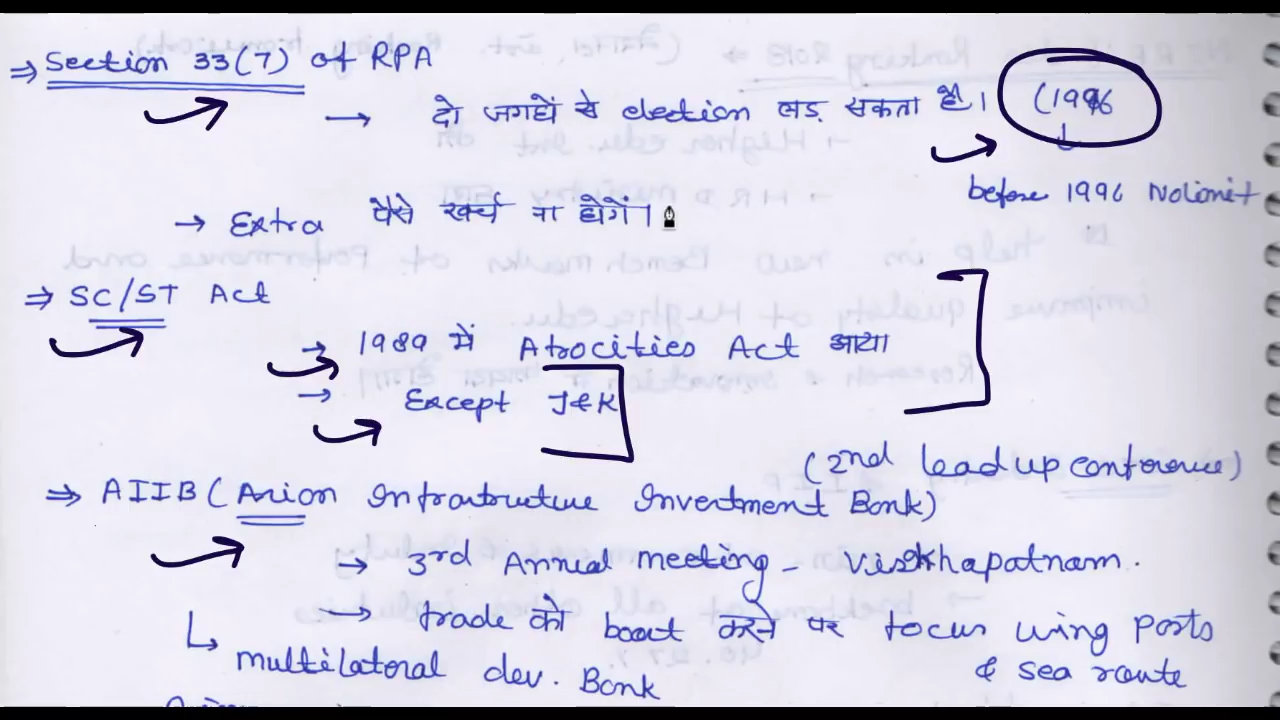 ⇒ Section 33(7) of RPA
→ दो जगहों से election लड़ सकता है। (1996
↓
before 1996 No limit
→ Extra पैसे खर्च ना होगें।
⇒ SC/ST Act
→ 1989 में Atrocities Act आया
→ Except J&K
(2nd lead up conference)
⇒ AIIB (Asian Infrastructure Investment Bank)
→ 3rd Annual meeting - Visakhapatnam.
→ trade को boost करने पर focus using Ports
& sea route
↳ multilateral dev. Bank